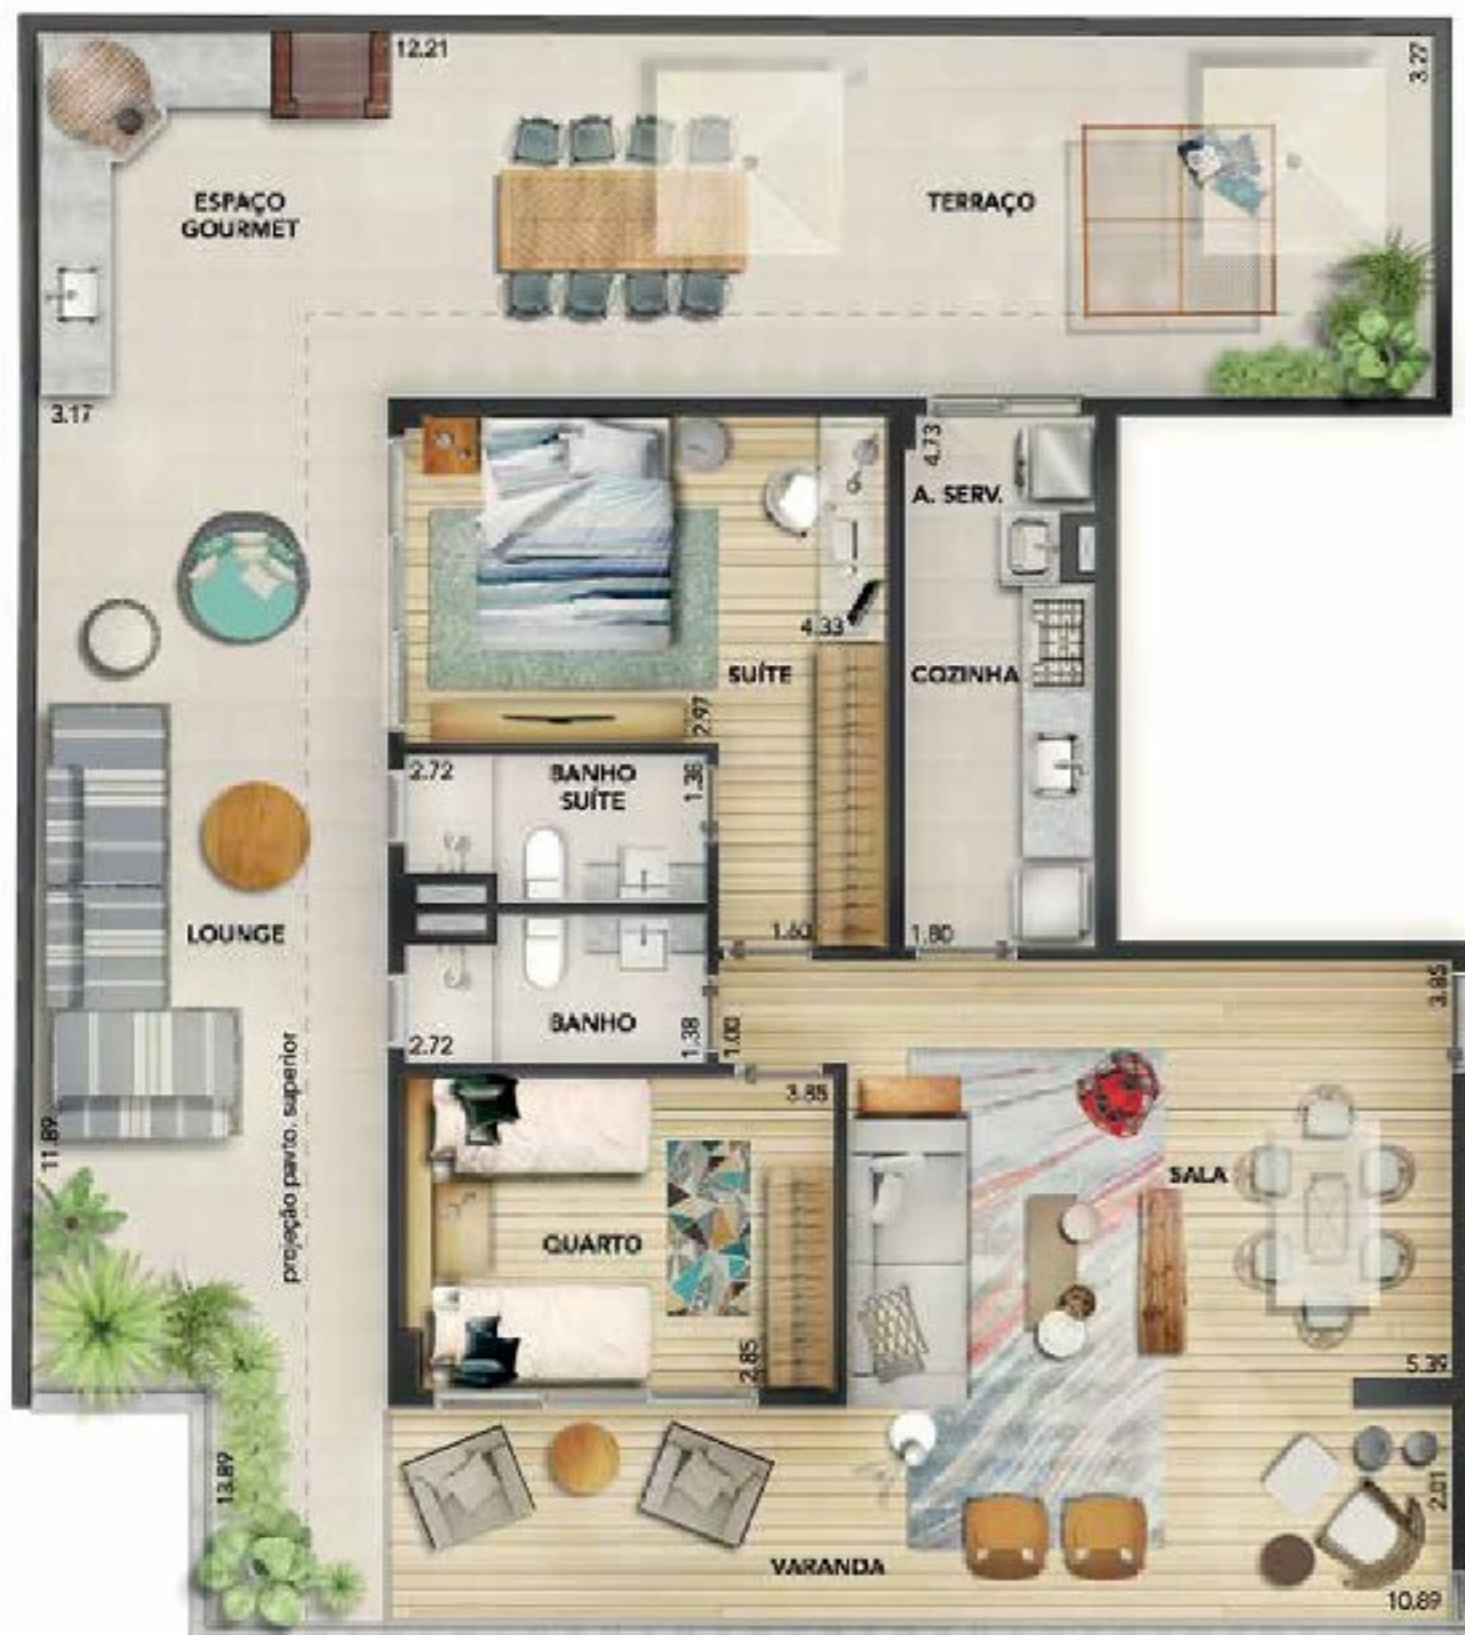 12.21
3.27
ESPAÇO
GOURMET
TERRAÇO
3.17
4.73
A. SERV.
4.33
SUÍTE
COZINHA
2.97
2.72
BANHO
SUÍTE
1.38
LOUNGE
1.60
1.80
3.85
BANHO
2.72
1.38
1.00
projeção pavto. superior
3.85
11.89
SALA
QUARTO
2.85
5.39
13.89
2.01
VARANDA
10.89